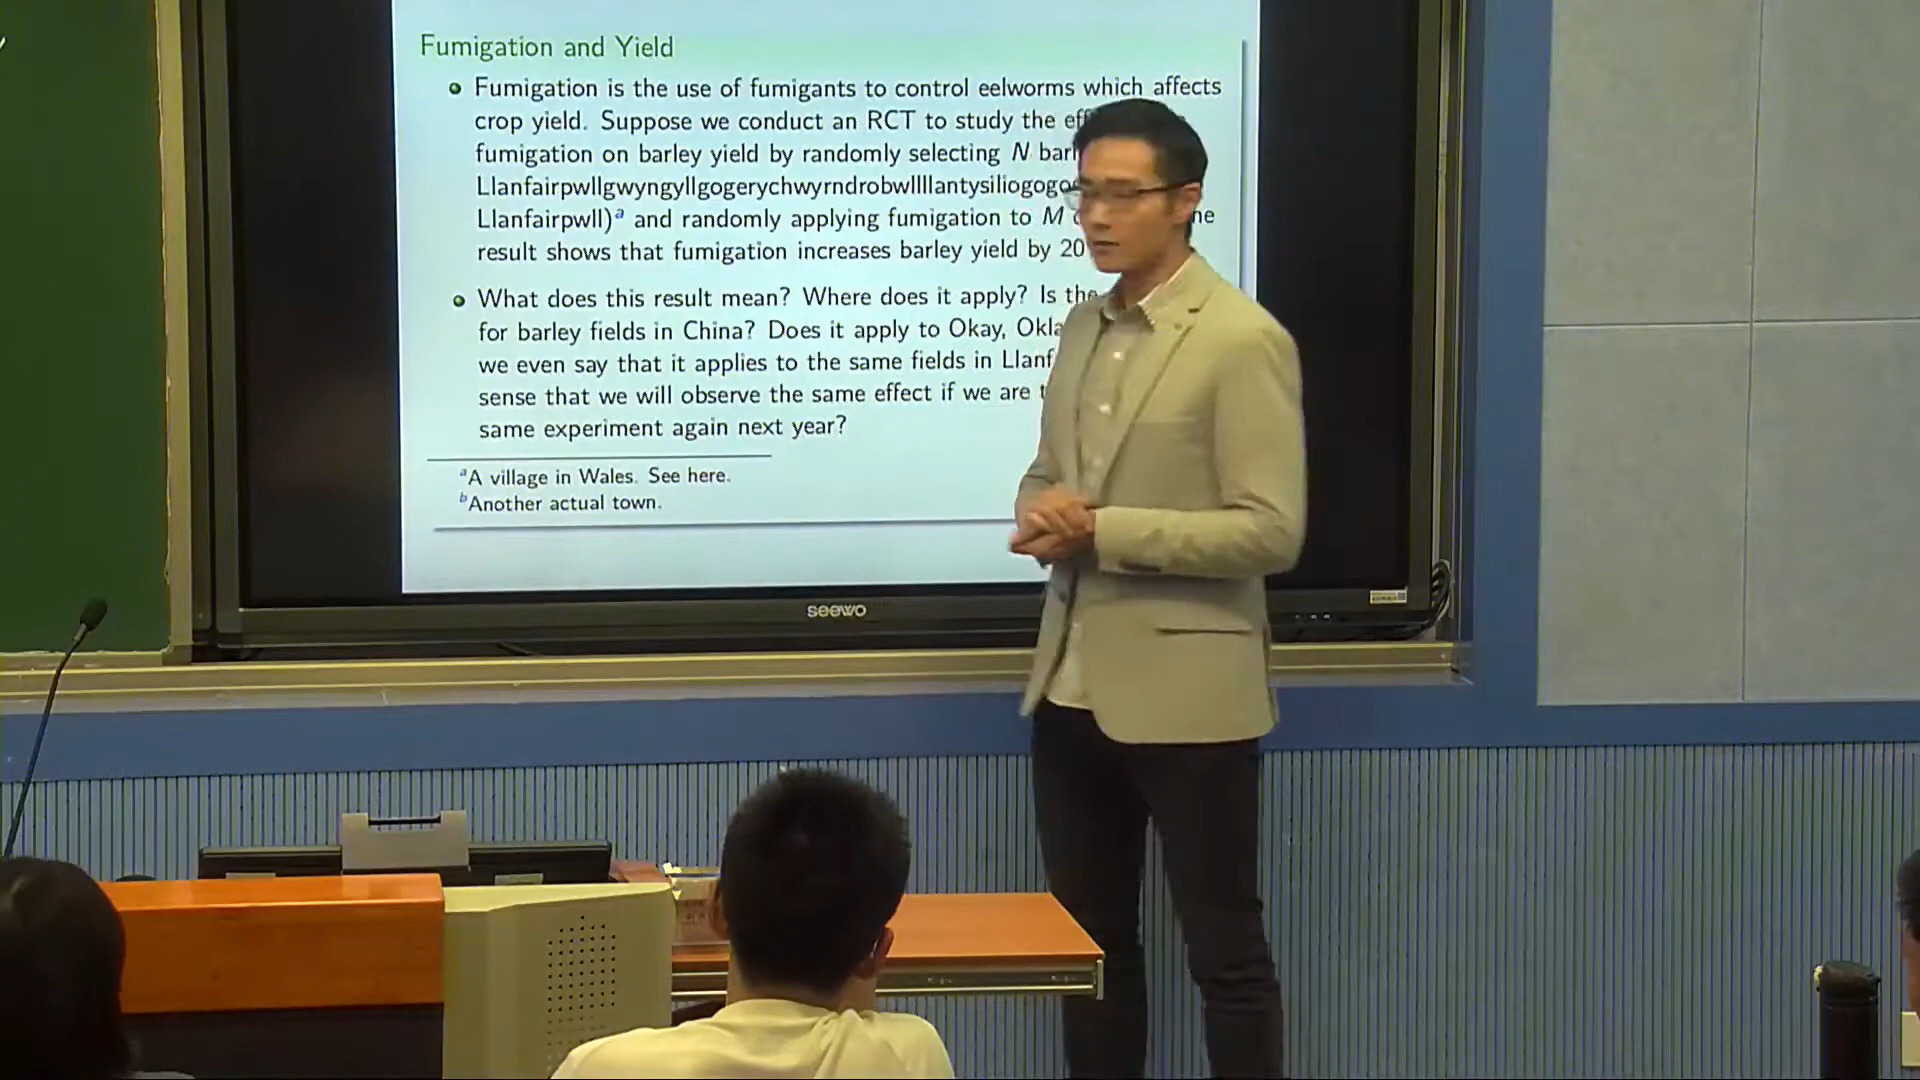 Fumigation and Yield
Fumigation is the use of fumigants to control eelworms which affects
crop yield. Suppose we conduct an RCT to study the
fumigation on barley yield by randomly selecting N
Llanfairpwllgwyngyllgogerychwyrndrobwllllantysiliogogo
Llanfairpwll)ᵃ and randomly applying fumigation to M
result shows that fumigation increases barley yield by 20
What does this result mean? Where does it apply? Is the
for barley fields in China? Does it apply to Okay,
we even say that it applies to the same fields in
sense that we will observe the same effect if we are
same experiment again next year?
ᵃA village in Wales. See here.
ᵇAnother actual town.
seewo